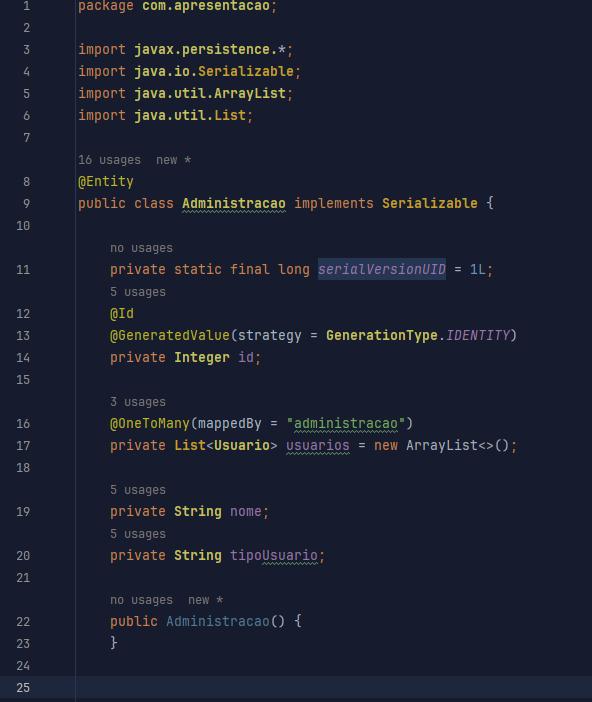 1 package com.apresentacao;
2
3 import javax.persistence.*;
4 import java.io.Serializable;
5 import java.util.ArrayList;
6 import java.util.List;
7
16 usages new *
8 @Entity
9 public class Administracao implements Serializable {
10
no usages
11 private static final long serialVersionUID = 1L;
5 usages
12 @Id
13 @GeneratedValue(strategy = GenerationType.IDENTITY)
14 private Integer id;
15
3 usages
16 @OneToMany(mappedBy = "administracao")
17 private List<Usuario> usuarios = new ArrayList<>();
18
5 usages
19 private String nome;
5 usages
20 private String tipoUsuario;
21
no usages new *
22 public Administracao() {
23 }
24
25